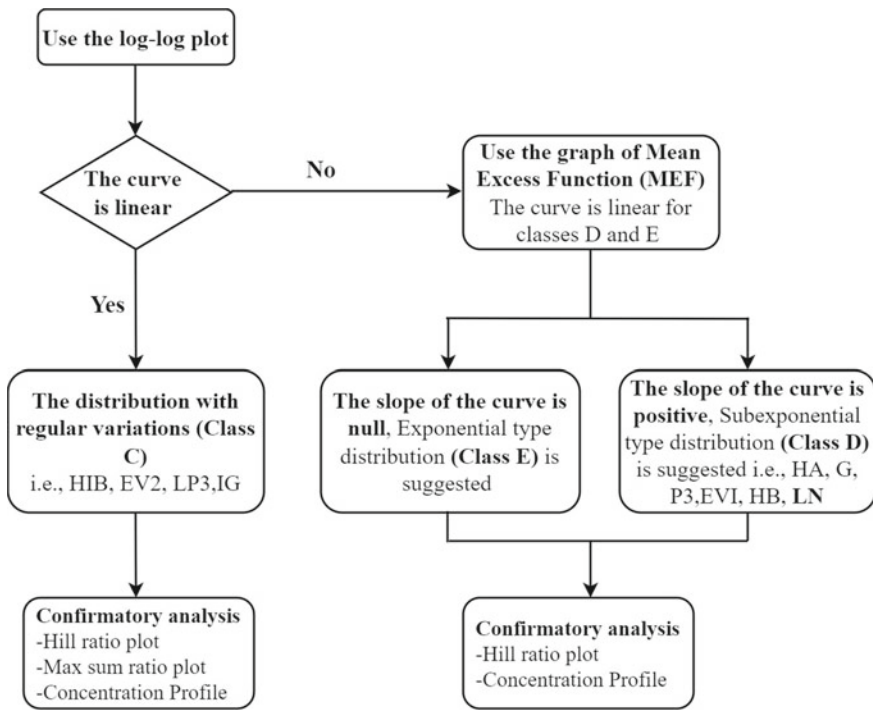 Use the log-log plot
The curve
is linear
No
Yes
Use the graph of Mean
Excess Function (MEF)
The curve is linear for
classes D and E
The distribution with
regular variations (Class
C)
i.e., HIB, EV2, LP3,IG
The slope of the curve is
null, Exponential type
distribution (Class E) is
suggested
The slope of the curve is
positive, Subexponential
type distribution (Class D)
is suggested i.e., HA, G,
P3,EVI, HB, LN
Confirmatory analysis
-Hill ratio plot
-Max sum ratio plot
-Concentration Profile
Confirmatory analysis
-Hill ratio plot
-Concentration Profile